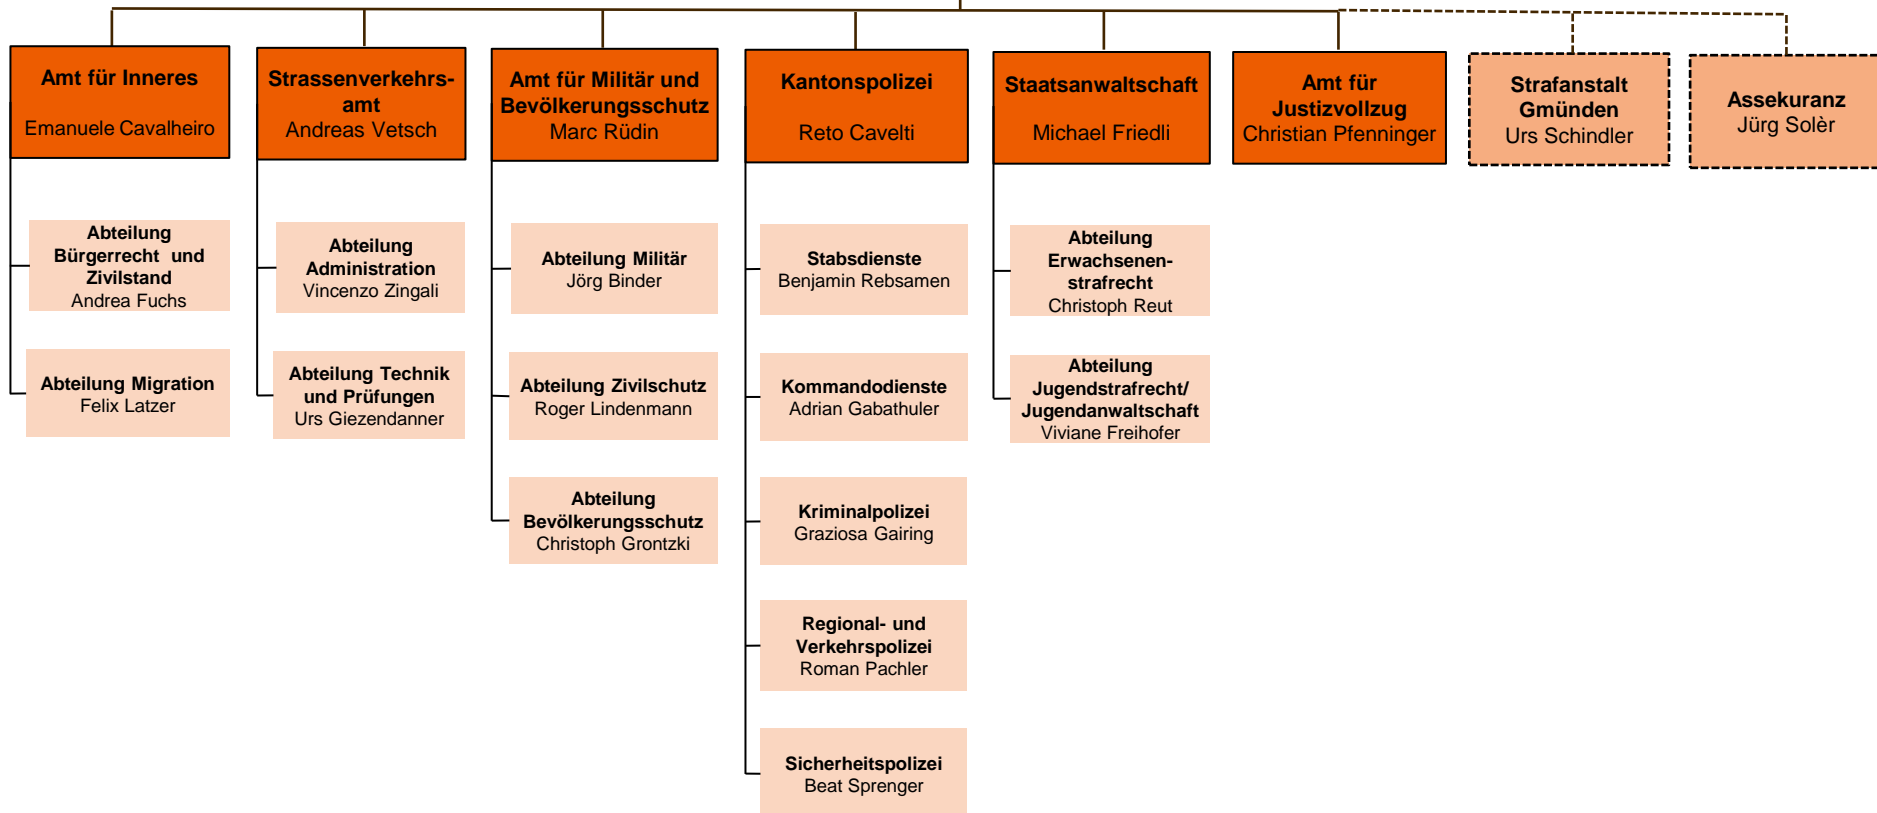 Amt für Inneres
Emanuele Cavalheiro
Strassenverkehrs-
amt
Andreas Vetsch
Amt für Militär und
Bevölkerungsschutz
Marc Rüdin
Kantonspolizei
Reto Cavelti
Staatsanwaltschaft
Michael Friedli
Amt für
Justizvollzug
Christian Pfenninger
Strafanstalt
Gmünden
Urs Schindler
Assekuranz
Jürg Solèr
Abteilung
Bürgerrecht und
Zivilstand
Andrea Fuchs
Abteilung Migration
Felix Latzer
Abteilung
Administration
Vincenzo Zingali
Abteilung Technik
und Prüfungen
Urs Giezendanner
Abteilung Militär
Jörg Binder
Abteilung Zivilschutz
Roger Lindenmann
Abteilung
Bevölkerungsschutz
Christoph Grontzki
Stabsdienste
Benjamin Rebsamen
Kommandodienste
Adrian Gabathuler
Kriminalpolizei
Graziosa Gairing
Regional- und
Verkehrspolizei
Roman Pachler
Sicherheitspolizei
Beat Sprenger
Abteilung
Erwachsenen-
strafrecht
Christoph Reut
Abteilung
Jugendstrafrecht/
Jugendanwaltschaft
Viviane Freihofer